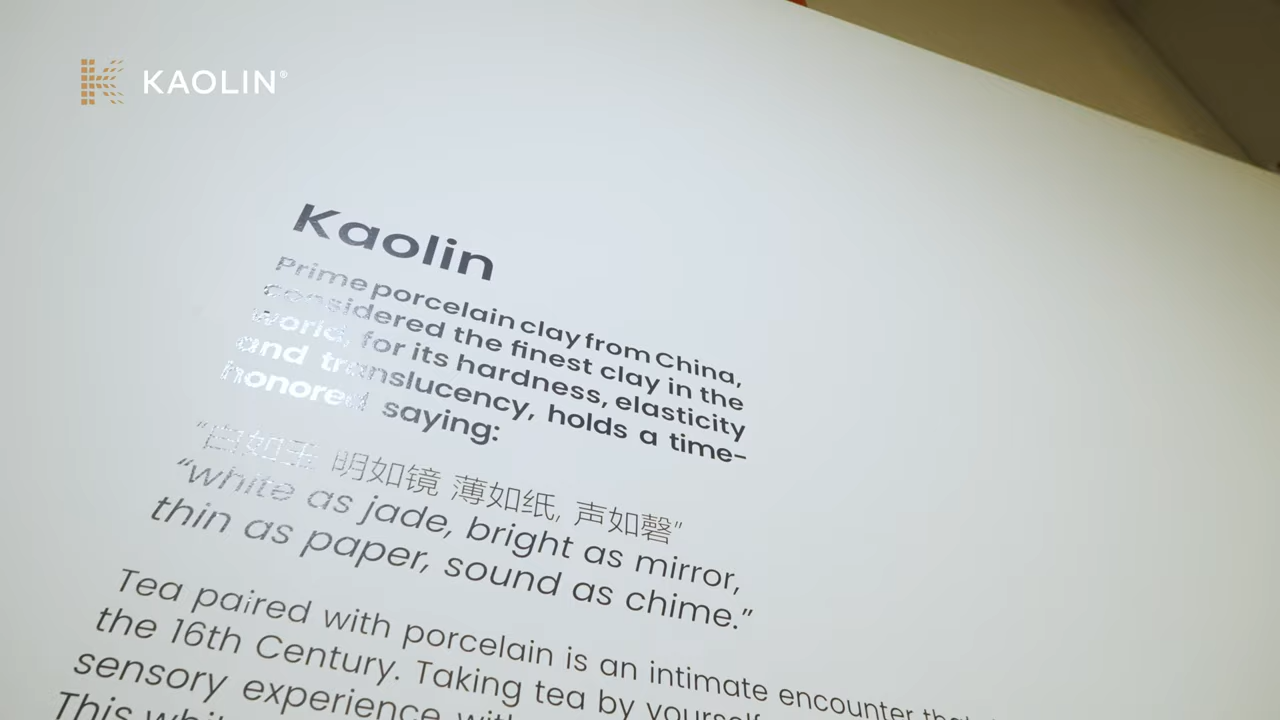 KAOLIN®
Kaolin
Prime porcelain clay from China,
considered the finest clay in the
world, for its hardness, elasticity
and translucency, holds a time-
honored saying:
“白如玉 明如镜 薄如纸, 声如磬”
“white as jade, bright as mirror,
thin as paper, sound as chime.”
Tea paired with porcelain is an intimate encounter that
the 16th Century. Taking tea by yourself
sensory experience
This